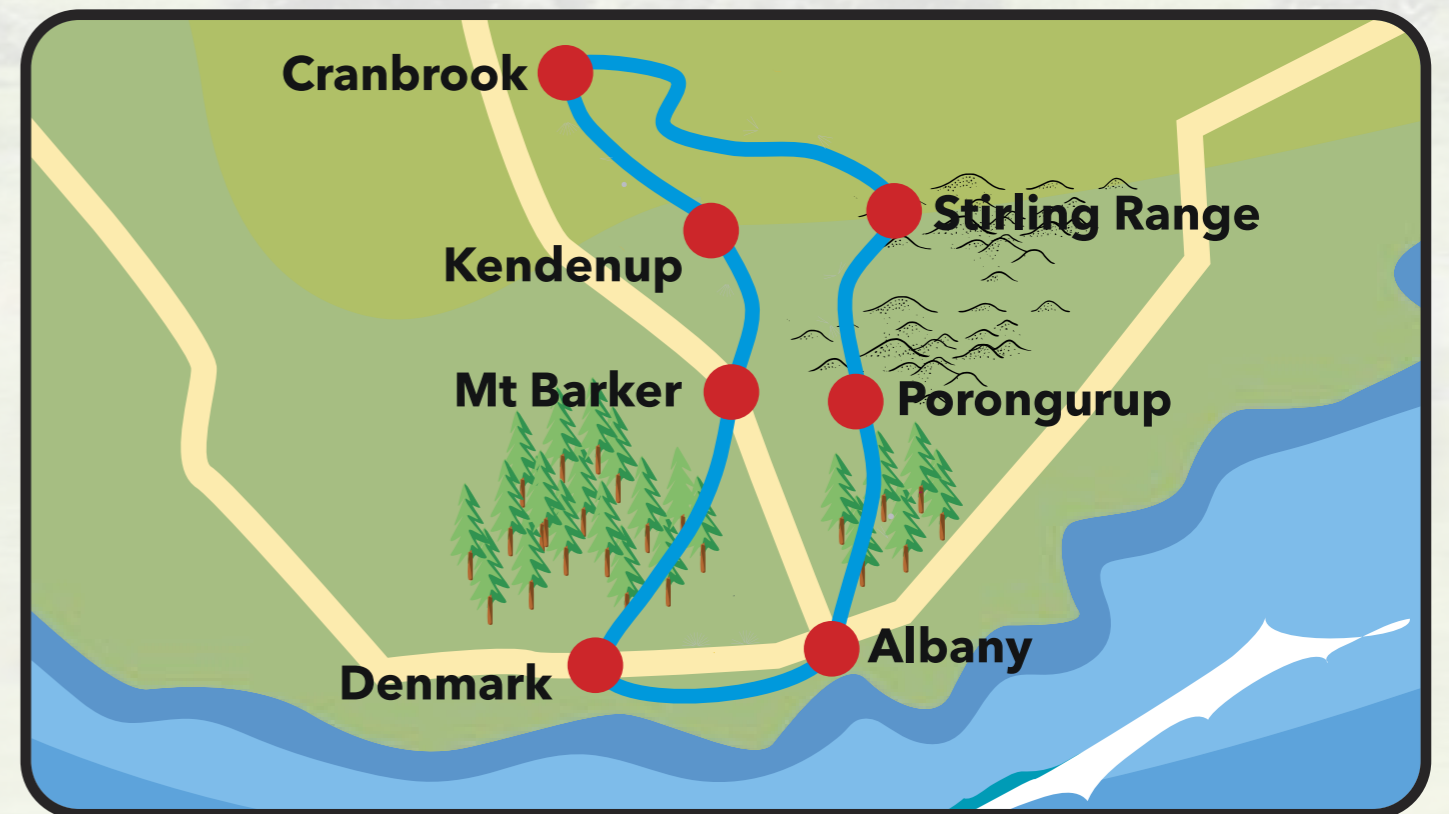 Cranbrook
Stirling Range
Kendenup
Mt Barker
Porongurup
Albany
Denmark